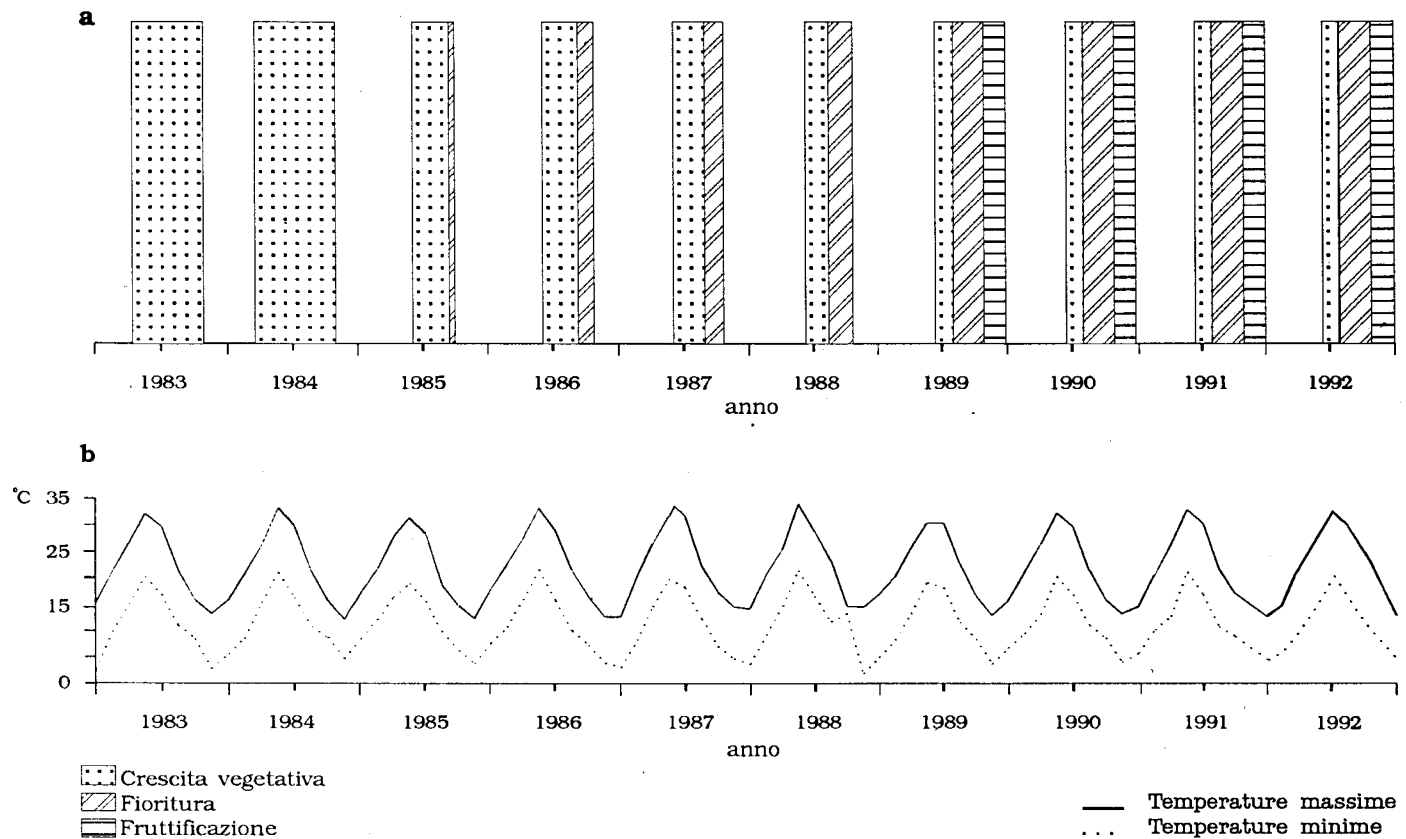 a
1983 1984 1985 1986 1987 1988 1989 1990 1991 1992
anno
b
°C 35
25
15
0
1983 1984 1985 1986 1987 1988 1989 1990 1991 1992
anno
Crescita vegetativa
Fioritura
Fruttificazione
Temperature massime
Temperature minime